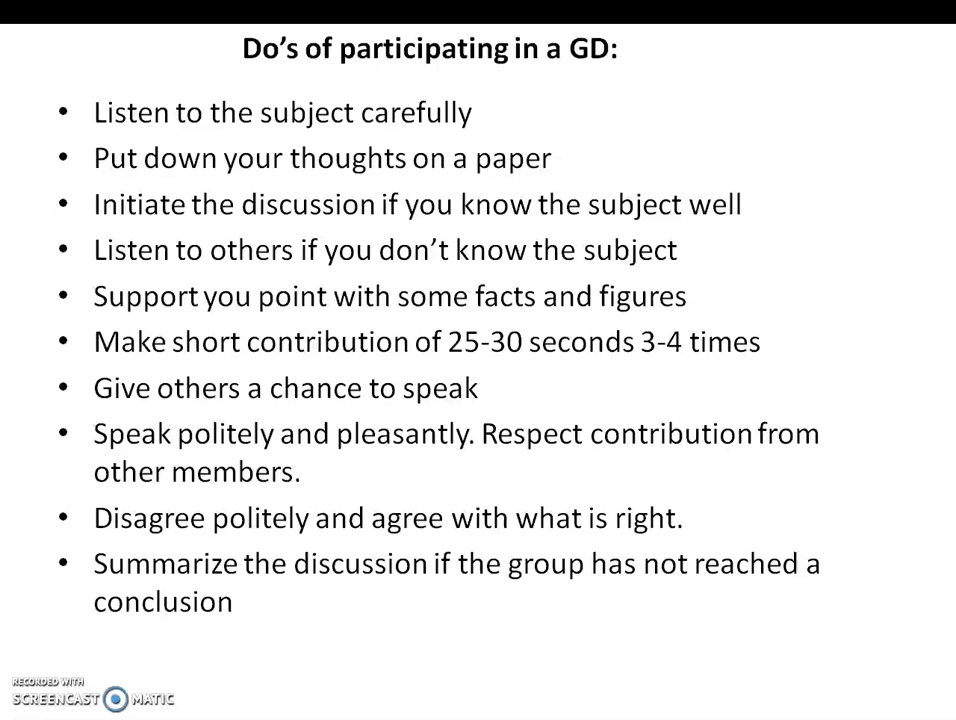 Do's of participating in a GD:
• Listen to the subject carefully
• Put down your thoughts on a paper
• Initiate the discussion if you know the subject well
• Listen to others if you don't know the subject
• Support you point with some facts and figures
• Make short contribution of 25-30 seconds 3-4 times
• Give others a chance to speak
• Speak politely and pleasantly. Respect contribution from
other members.
• Disagree politely and agree with what is right.
• Summarize the discussion if the group has not reached a
conclusion
RECORDED WITH
SCREENCAST MATIC